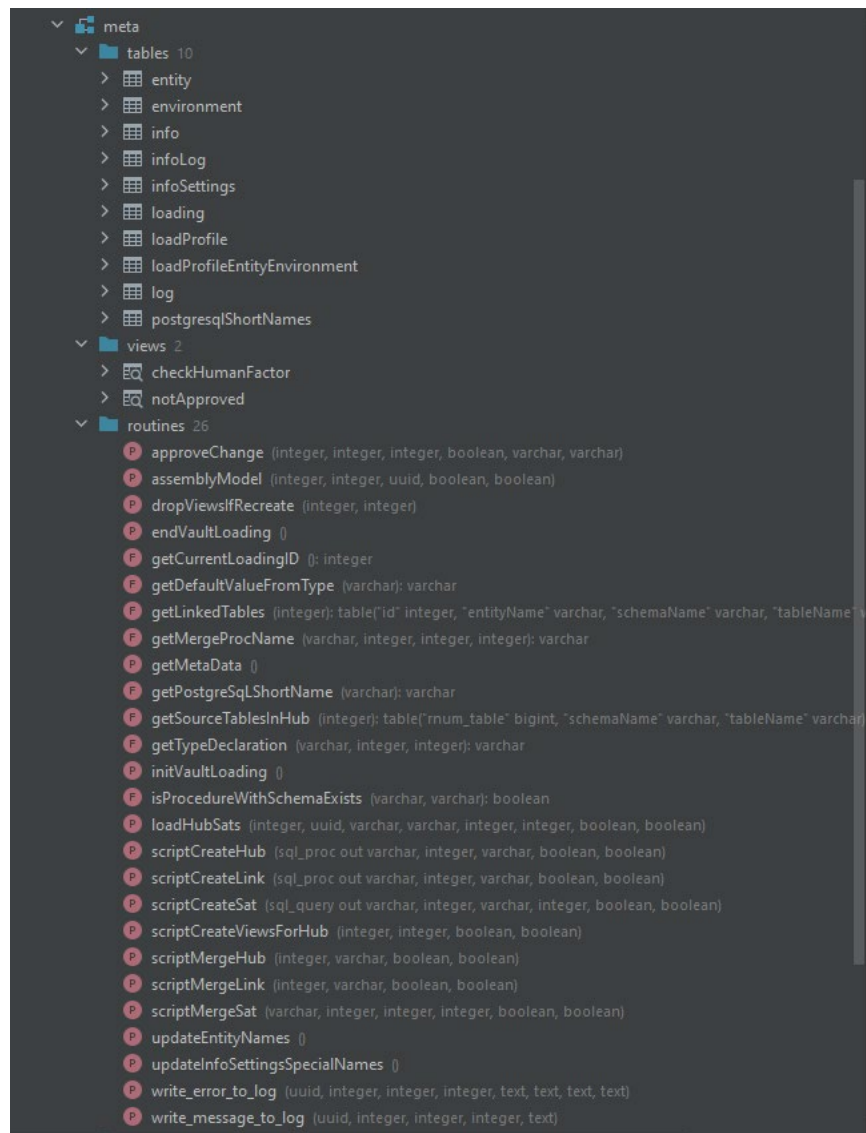 meta
tables 10
entity
environment
info
infoLog
infoSettings
loading
loadProfile
loadProfileEntityEnvironment
log
postgresqlShortNames
views 2
checkHumanFactor
notApproved
routines 26
P approveChange (integer, integer, integer, boolean, varchar, varchar)
P assemblyModel (integer, integer, uuid, boolean, boolean)
P dropViewsIfRecreate (integer, integer)
P endVaultLoading ()
F getCurrentLoadingID (): integer
F getDefaultValueFromType (varchar): varchar
F getLinkedTables (integer): table("id" integer, "entityName" varchar, "schemaName" varchar, "tableName" v
F getMergeProcName (varchar, integer, integer, integer): varchar
P getMetaData ()
F getPostgreSqLShortName (varchar): varchar
F getSourceTablesInHub (integer): table("rnum_table" bigint, "schemaName" varchar, "tableName" varchar)
F getTypeDeclaration (varchar, integer, integer): varchar
P initVaultLoading ()
F isProcedureWithSchemaExists (varchar, varchar): boolean
P loadHubSats (integer, uuid, varchar, varchar, integer, integer, boolean, boolean)
P scriptCreateHub (sql_proc out varchar, integer, varchar, boolean, boolean)
P scriptCreateLink (sql_proc out varchar, integer, varchar, boolean, boolean)
P scriptCreateSat (sql_query out varchar, integer, varchar, integer, boolean, boolean)
P scriptCreateViewsForHub (integer, integer, boolean, boolean)
P scriptMergeHub (integer, varchar, boolean, boolean)
P scriptMergeLink (integer, varchar, boolean, boolean)
P scriptMergeSat (varchar, integer, integer, integer, boolean, boolean)
P updateEntityNames ()
P updateInfoSettingsSpecialNames ()
P write_error_to_log (uuid, integer, integer, integer, text, text, text, text)
P write_message_to_log (uuid, integer, integer, integer, text)